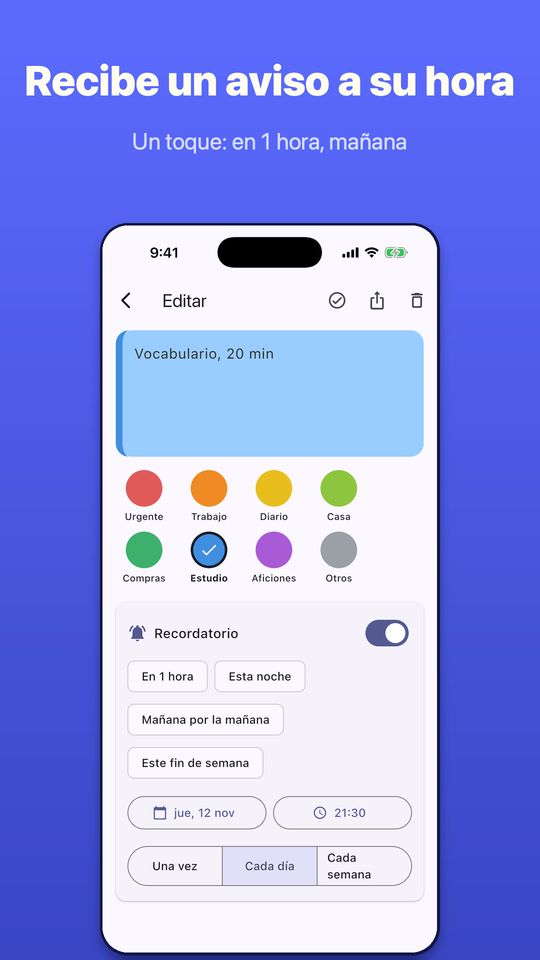 Recibe un aviso a su hora
Un toque: en 1 hora, mañana
9:41
Editar
Vocabulario, 20 min
Urgente
Trabajo
Diario
Casa
Compras
Estudio
Aficiones
Otros
Recordatorio
En 1 hora
Esta noche
Mañana por la mañana
Este fin de semana
jue, 12 nov
21:30
Una vez
Cada día
Cada
semana